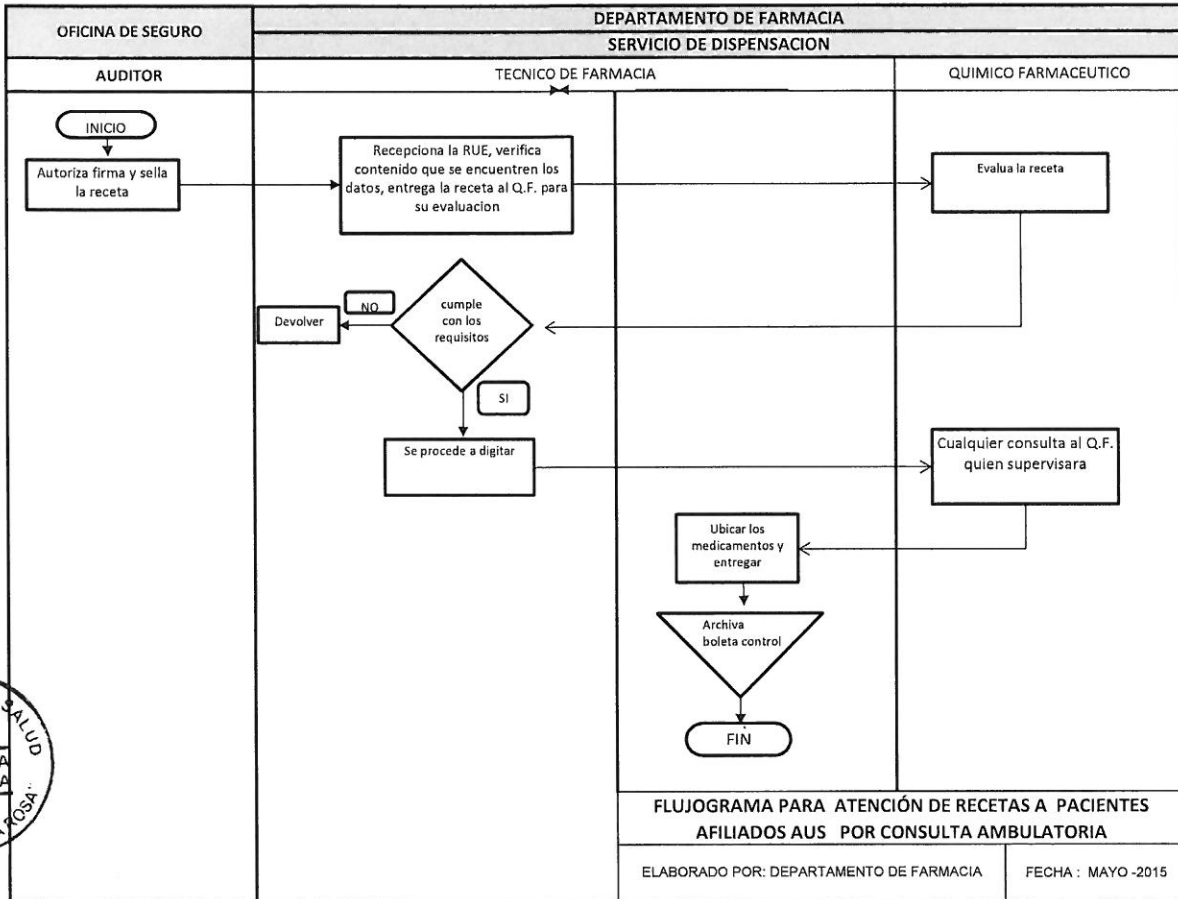 OFICINA DE SEGURO
DEPARTAMENTO DE FARMACIA
SERVICIO DE DISPENSACION
AUDITOR
TECNICO DE FARMACIA
QUIMICO FARMACEUTICO
INICIO
Autoriza firma y sella
la receta
Recepciona la RUE, verifica
contenido que se encuentren los
datos, entrega la receta al Q.F. para
su evaluacion
Evalua la receta
cumple
con los
requisitos
NO
Devolver
SI
Se procede a digitar
Cualquier consulta al Q.F.
quien supervisara
Ubicar los
medicamentos y
entregar
Archiva
boleta control
FIN
SALUD
ROSA"
FLUJOGRAMA PARA ATENCIÓN DE RECETAS A PACIENTES
AFILIADOS AUS POR CONSULTA AMBULATORIA
ELABORADO POR: DEPARTAMENTO DE FARMACIA
FECHA : MAYO -2015